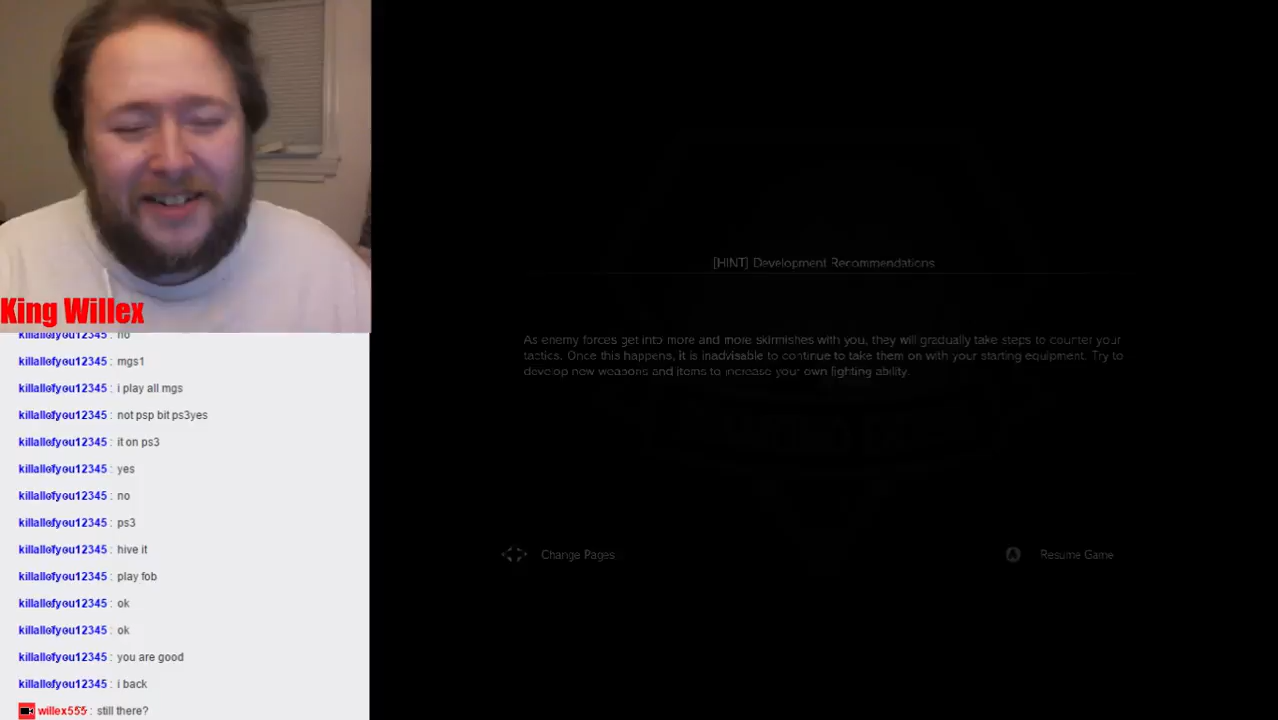 King Willex
killallofyou12345 : no
killallofyou12345 : mgs1
killallofyou12345 : i play all mgs
killallofyou12345 : not psp bit ps3yes
killallofyou12345 : it on ps3
killallofyou12345 : yes
killallofyou12345 : no
killallofyou12345 : ps3
killallofyou12345 : hive it
killallofyou12345 : play fob
killallofyou12345 : ok
killallofyou12345 : ok
killallofyou12345 : you are good
killallofyou12345 : i back
willex555 : still there?
[HINT] Development Recommendations
As enemy forces get into more and more skirmishes with you, they will gradually take steps to counter your
tactics. Once this happens, it is inadvisable to continue to take them on with your starting equipment. Try to
develop new weapons and items to increase your own fighting ability.
Change Pages
A Resume Game